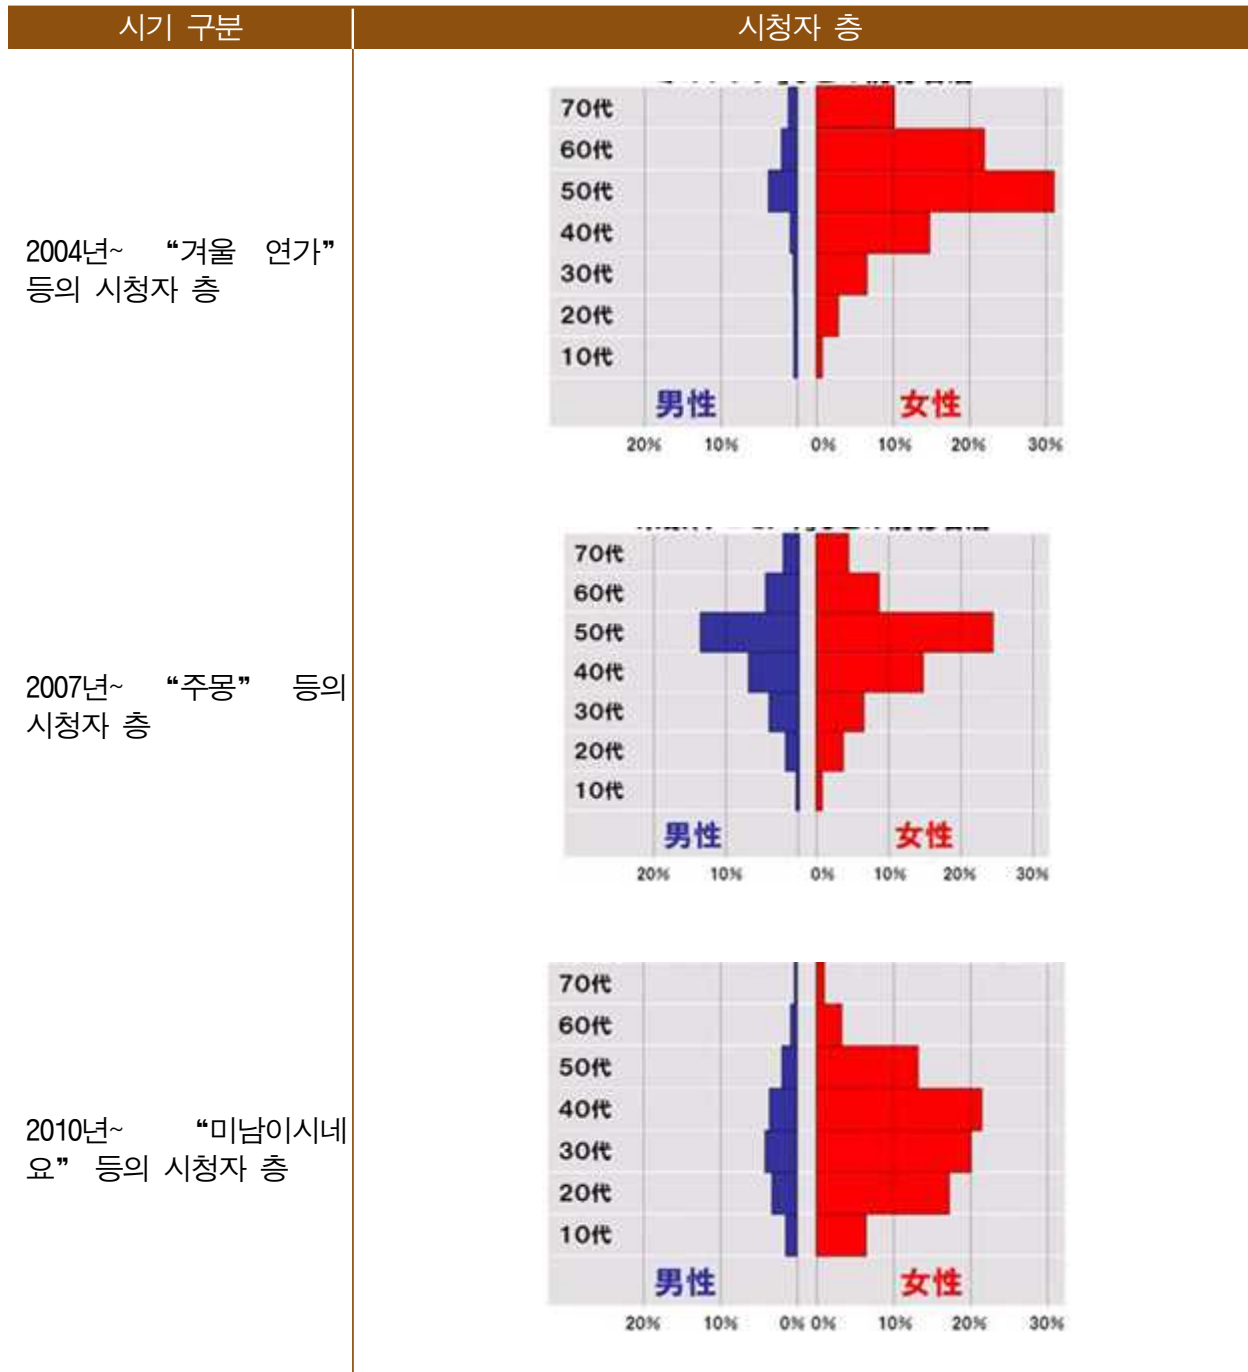 시기 구분
시청자 층
2004년~ “겨울 연가”
등의 시청자 층
70代
60代
50代
40代
30代
20代
10代
男性 女性
20% 10% 0% 10% 20% 30%
2007년~ “주몽” 등의
시청자 층
70代
60代
50代
40代
30代
20代
10代
男性 女性
20% 10% 0% 10% 20% 30%
2010년~ “미남이시네
요” 등의 시청자 층
70代
60代
50代
40代
30代
20代
10代
男性 女性
20% 10% 0% 0% 10% 20% 30%